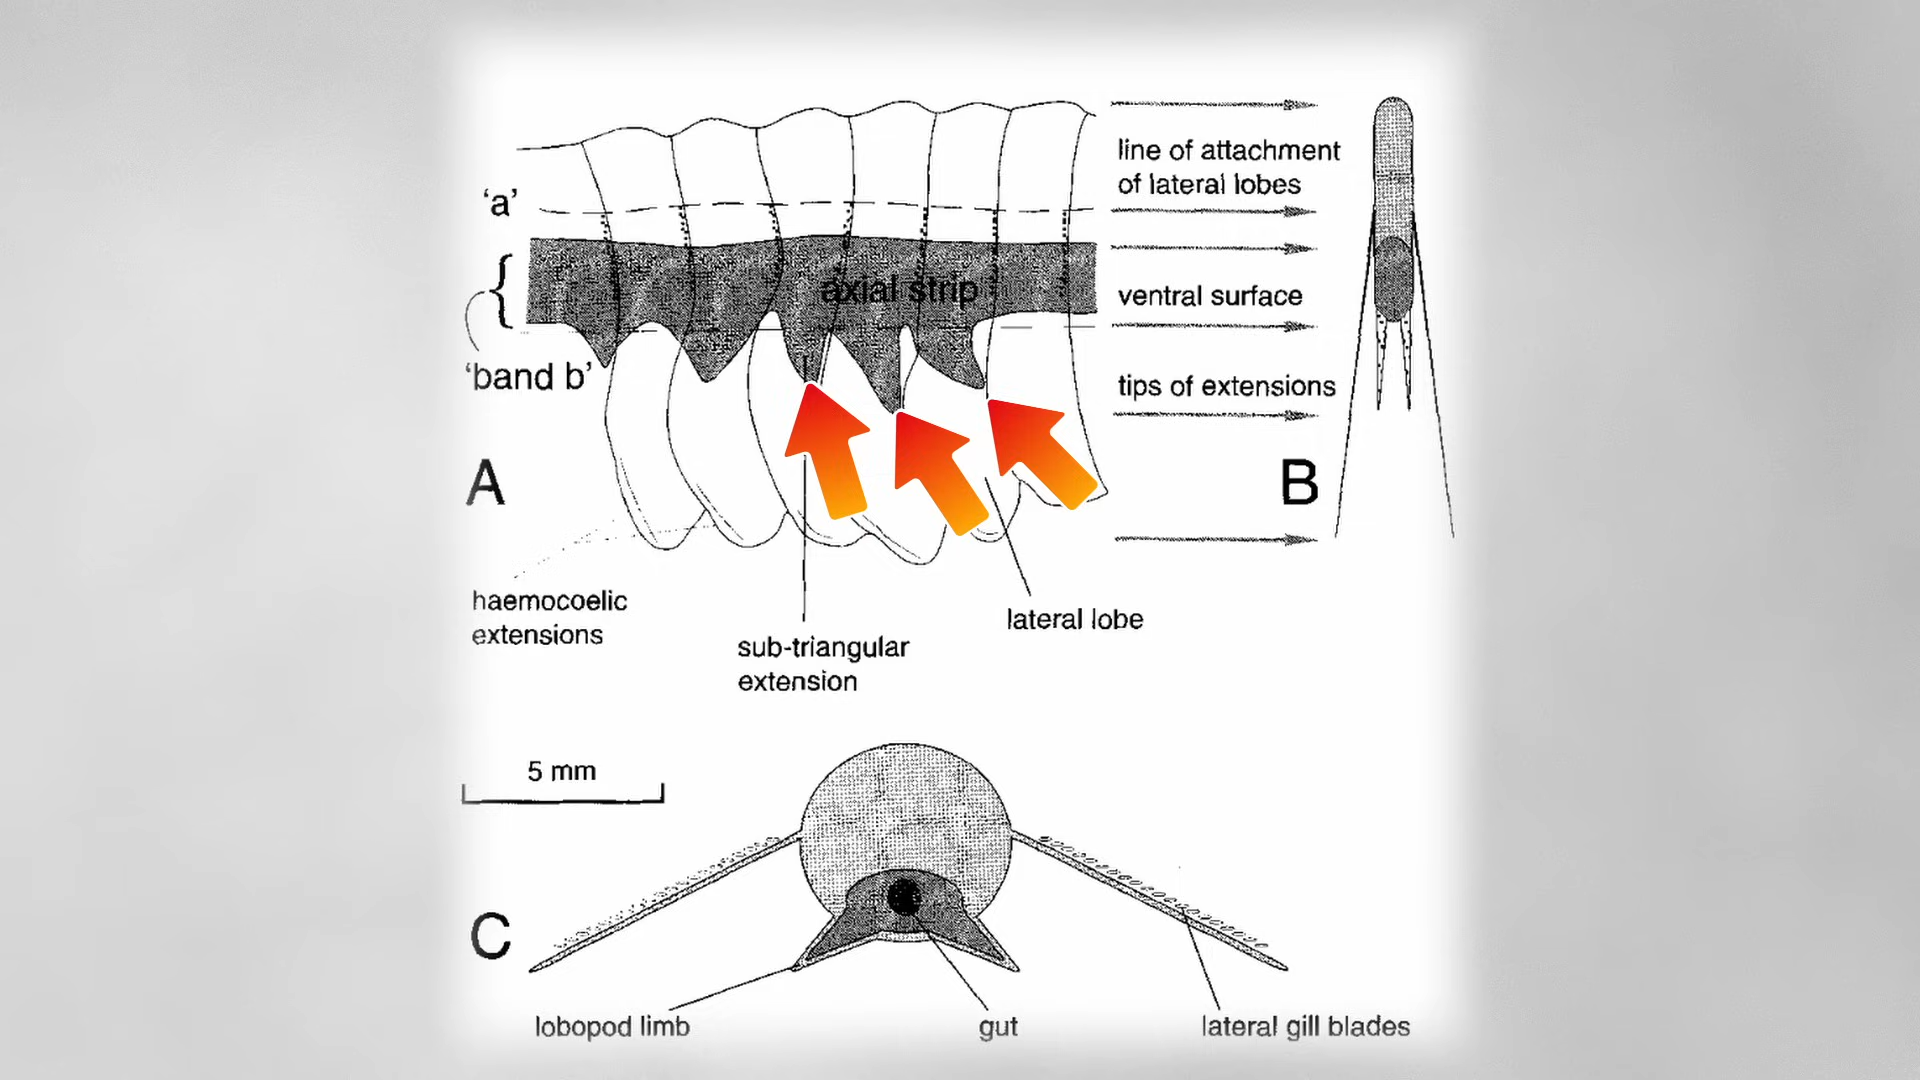 line of attachment
of lateral lobes
‘a’
axial strip
ventral surface
‘band b’
tips of extensions
A
B
haemocoelic
extensions
lateral lobe
sub-triangular
extension
5 mm
C
lobopod limb
gut
lateral gill blades